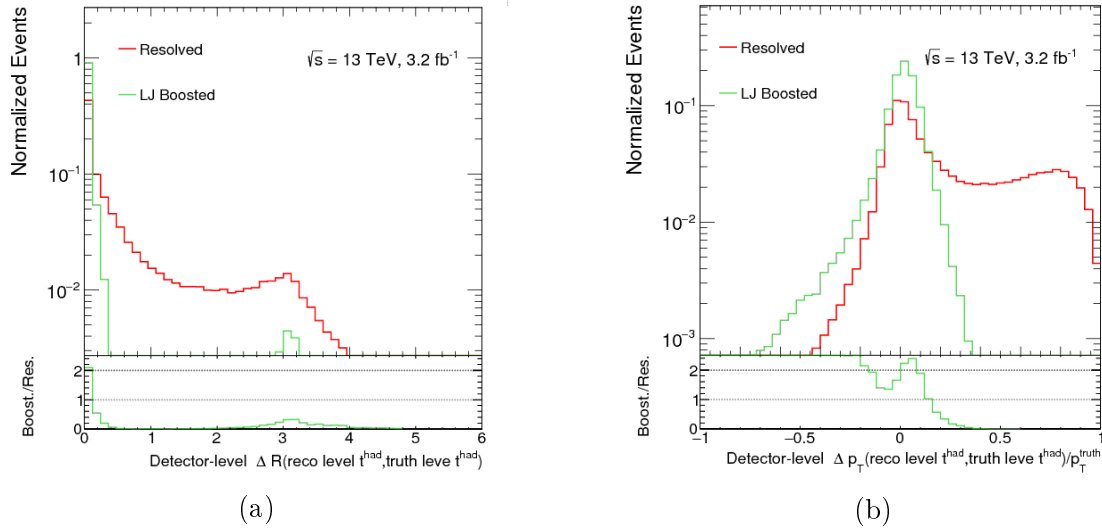 Normalized Events
Resolved
LJ Boosted
√s = 13 TeV, 3.2 fb⁻¹
1
10⁻¹
10⁻²
Boost./Res.
2
1
0
0 1 2 3 4 5 6
Detector-level Δ R(reco level t^had,truth leve t^had)
(a)
Normalized Events
Resolved
LJ Boosted
√s = 13 TeV, 3.2 fb⁻¹
10⁻¹
10⁻²
10⁻³
Boost./Res.
2
1
0
−1 −0.5 0 0.5 1
Detector-level Δ p_T(reco level t^had,truth leve t^had)/p_T^truth
(b)